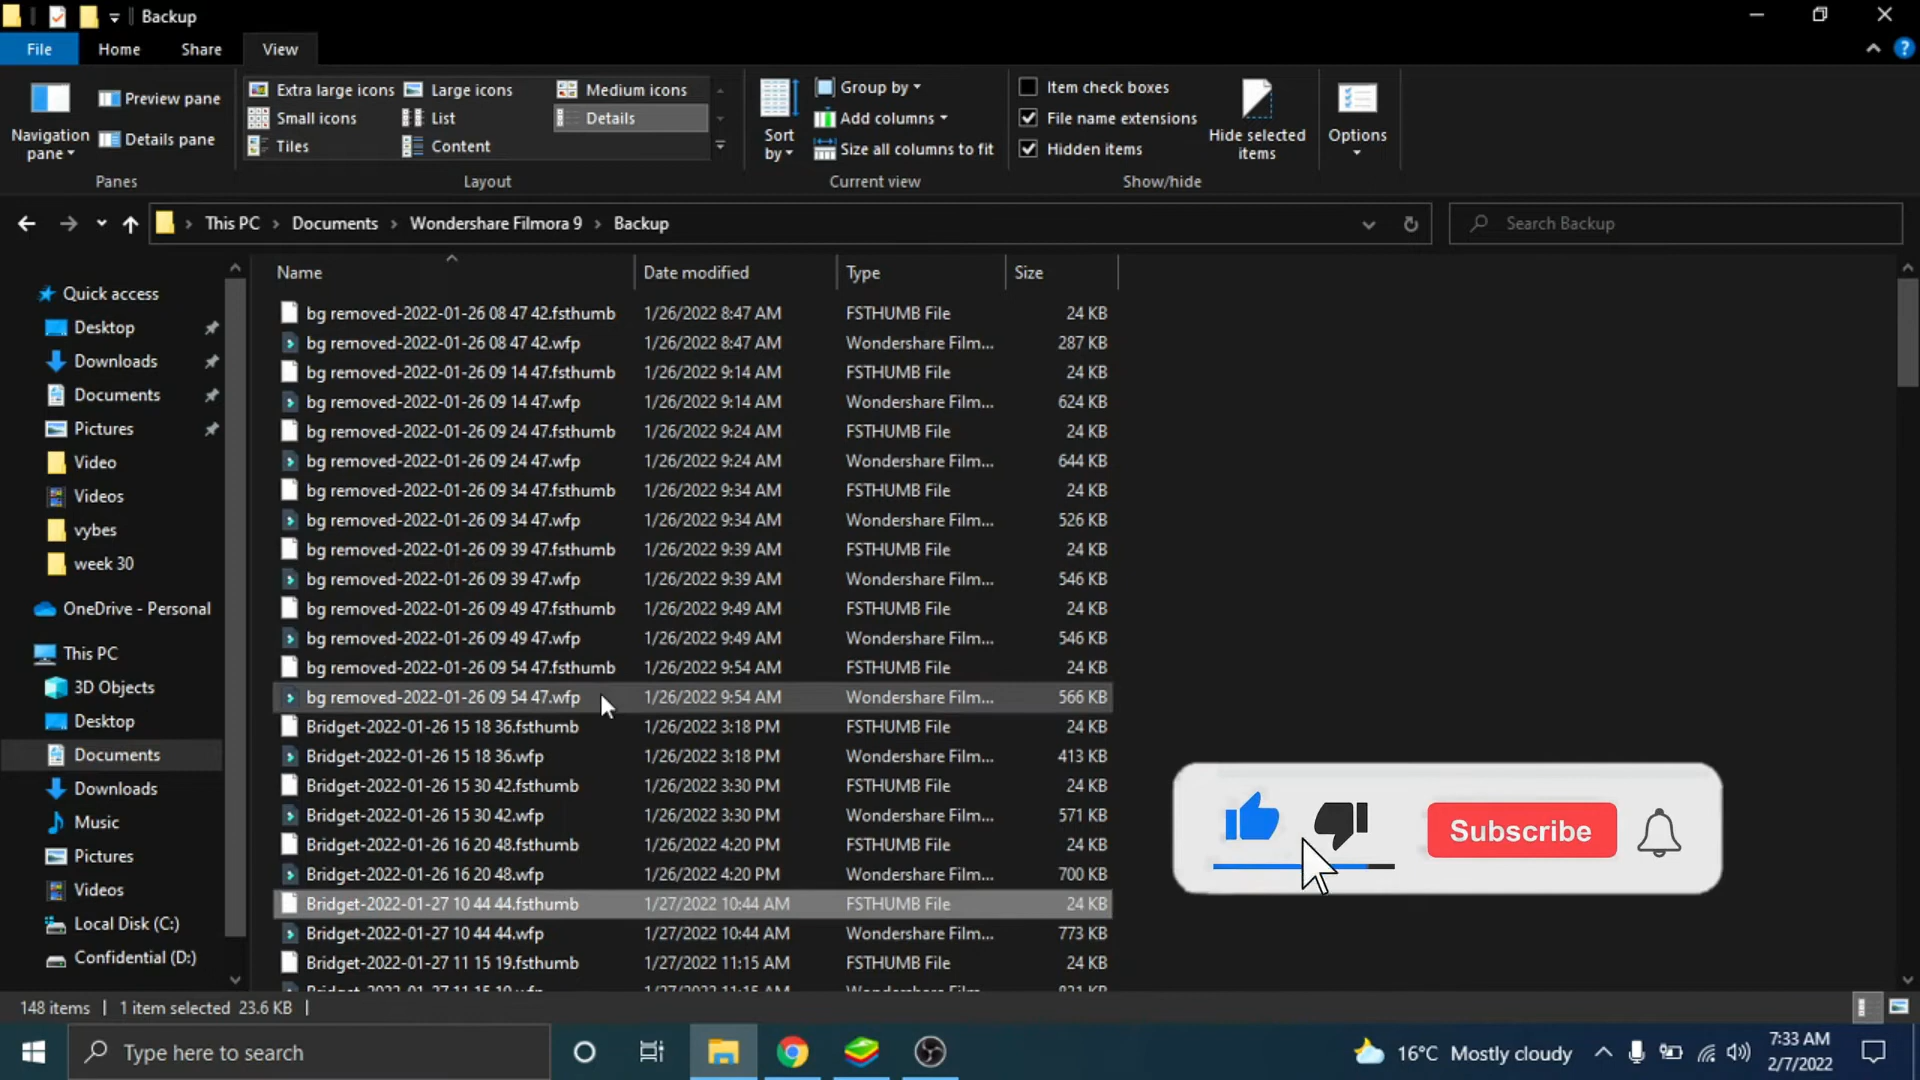 Backup
File Home Share View
Navigation pane
Preview pane
Details pane
Panes
Extra large icons Large icons Medium icons
Small icons List Details
Tiles Content
Layout
Sort by
Group by
Add columns
Size all columns to fit
Current view
Item check boxes
File name extensions
Hidden items
Hide selected items
Show/hide
Options
This PC > Documents > Wondershare Filmora 9 > Backup
Search Backup
Quick access
Desktop
Downloads
Documents
Pictures
Video
Videos
vybes
week 30
OneDrive - Personal
This PC
3D Objects
Desktop
Documents
Downloads
Music
Pictures
Videos
Local Disk (C:)
Confidential (D:)
Name Date modified Type Size
bg removed-2022-01-26 08 47 42.fsthumb 1/26/2022 8:47 AM FSTHUMB File 24 KB
bg removed-2022-01-26 08 47 42.wfp 1/26/2022 8:47 AM Wondershare Film... 287 KB
bg removed-2022-01-26 09 14 47.fsthumb 1/26/2022 9:14 AM FSTHUMB File 24 KB
bg removed-2022-01-26 09 14 47.wfp 1/26/2022 9:14 AM Wondershare Film... 624 KB
bg removed-2022-01-26 09 24 47.fsthumb 1/26/2022 9:24 AM FSTHUMB File 24 KB
bg removed-2022-01-26 09 24 47.wfp 1/26/2022 9:24 AM Wondershare Film... 644 KB
bg removed-2022-01-26 09 34 47.fsthumb 1/26/2022 9:34 AM FSTHUMB File 24 KB
bg removed-2022-01-26 09 34 47.wfp 1/26/2022 9:34 AM Wondershare Film... 526 KB
bg removed-2022-01-26 09 39 47.fsthumb 1/26/2022 9:39 AM FSTHUMB File 24 KB
bg removed-2022-01-26 09 39 47.wfp 1/26/2022 9:39 AM Wondershare Film... 546 KB
bg removed-2022-01-26 09 49 47.fsthumb 1/26/2022 9:49 AM FSTHUMB File 24 KB
bg removed-2022-01-26 09 49 47.wfp 1/26/2022 9:49 AM Wondershare Film... 546 KB
bg removed-2022-01-26 09 54 47.fsthumb 1/26/2022 9:54 AM FSTHUMB File 24 KB
bg removed-2022-01-26 09 54 47.wfp 1/26/2022 9:54 AM Wondershare Film... 566 KB
Bridget-2022-01-26 15 18 36.fsthumb 1/26/2022 3:18 PM FSTHUMB File 24 KB
Bridget-2022-01-26 15 18 36.wfp 1/26/2022 3:18 PM Wondershare Film... 413 KB
Bridget-2022-01-26 15 30 42.fsthumb 1/26/2022 3:30 PM FSTHUMB File 24 KB
Bridget-2022-01-26 15 30 42.wfp 1/26/2022 3:30 PM Wondershare Film... 571 KB
Bridget-2022-01-26 16 20 48.fsthumb 1/26/2022 4:20 PM FSTHUMB File 24 KB
Bridget-2022-01-26 16 20 48.wfp 1/26/2022 4:20 PM Wondershare Film... 700 KB
Bridget-2022-01-27 10 44 44.fsthumb 1/27/2022 10:44 AM FSTHUMB File 24 KB
Bridget-2022-01-27 10 44 44.wfp 1/27/2022 10:44 AM Wondershare Film... 773 KB
Bridget-2022-01-27 11 15 19.fsthumb 1/27/2022 11:15 AM FSTHUMB File 24 KB
Subscribe
148 items 1 item selected 23.6 KB
Type here to search
16°C Mostly cloudy
7:33 AM
2/7/2022